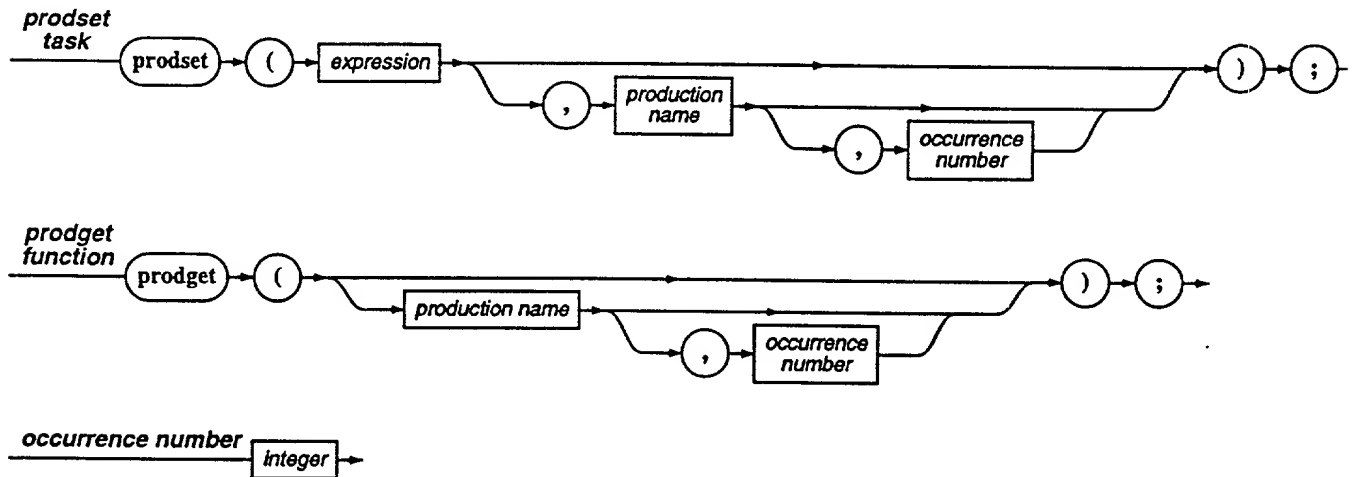 prodset
task
prodset ( expression ) ;
, production
name
, occurrence
number
prodget
function
prodget ( ) ;
production name
, occurrence
number
occurrence number
Integer